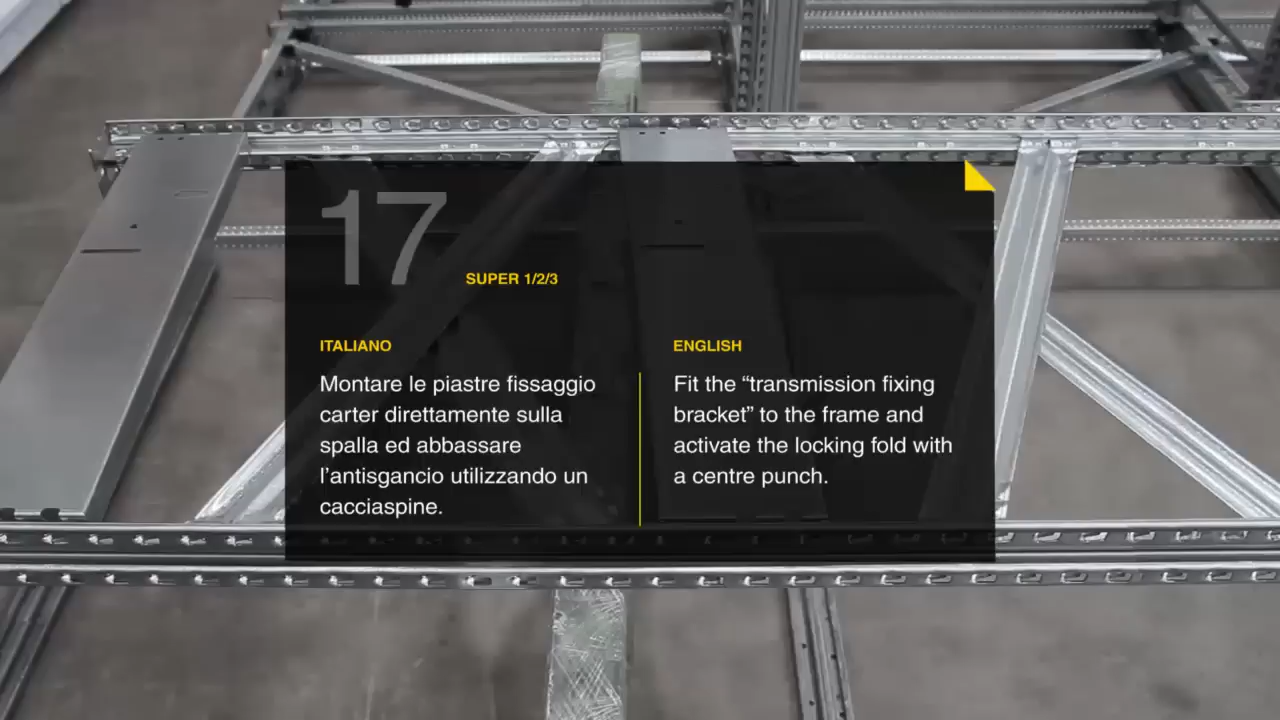 17
SUPER 1/2/3
ITALIANO
Montare le piastre fissaggio
carter direttamente sulla
spalla ed abbassare
l’antisgancio utilizzando un
cacciaspine.
ENGLISH
Fit the “transmission fixing
bracket” to the frame and
activate the locking fold with
a centre punch.